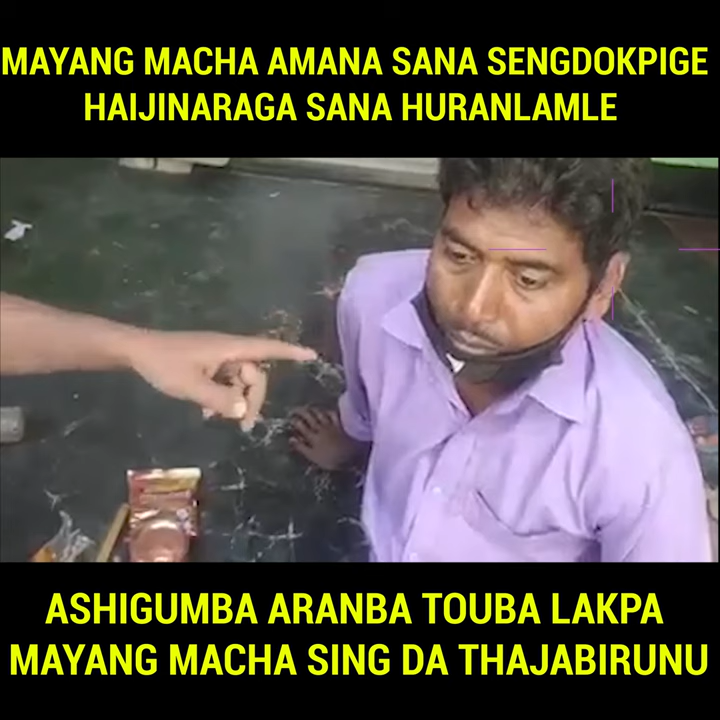 MAYANG MACHA AMANA SANA SENGDOKPIGE
HAIJINARAGA SANA HURANLAMLE
ASHIGUMBA ARANBA TOUBA LAKPA
MAYANG MACHA SING DA THAJABIRUNU